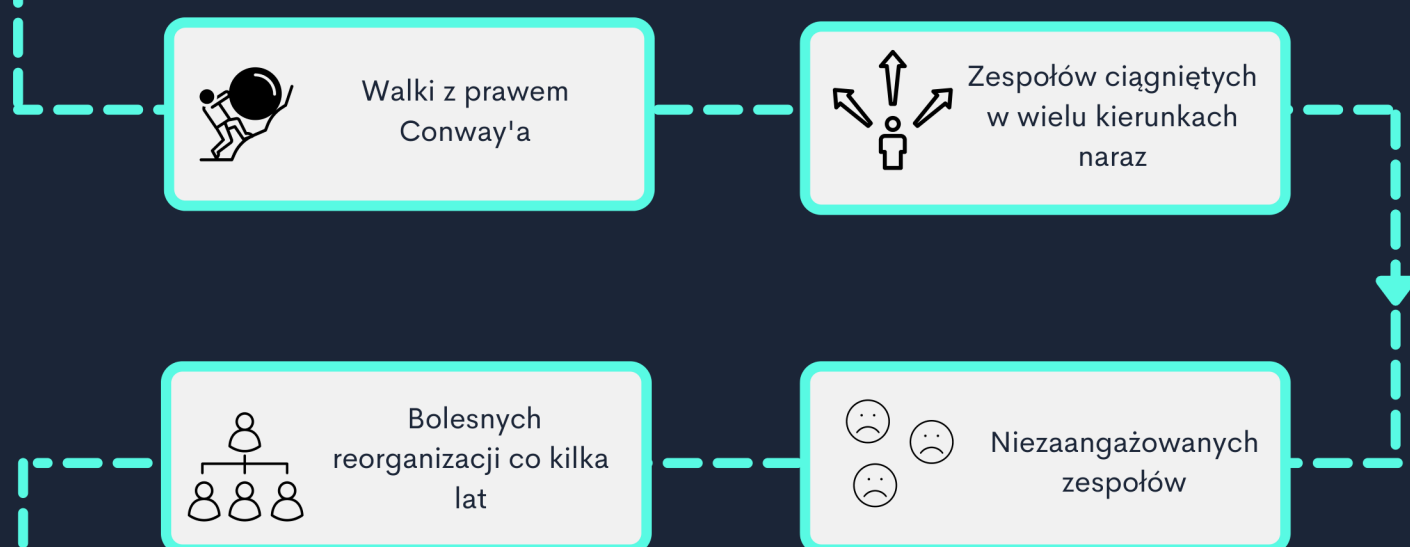 Walki z prawem
Conway'a
Zespołów ciągniętych
w wielu kierunkach
naraz
Bolesnych
reorganizacji co kilka
lat
Niezaangażowanych
zespołów